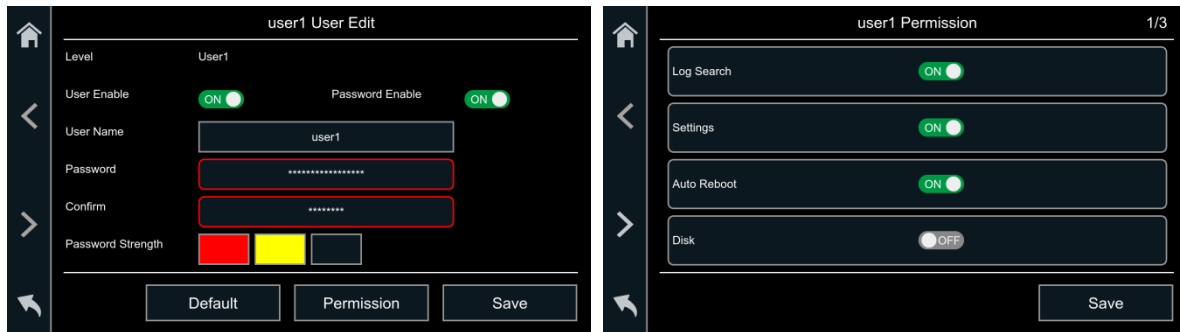 user1 User Edit
Level User1
User Enable ON Password Enable ON
User Name user1
Password *****************
Confirm ********
Password Strength
Default Permission Save
user1 Permission 1/3
Log Search ON
Settings ON
Auto Reboot ON
Disk OFF
Save